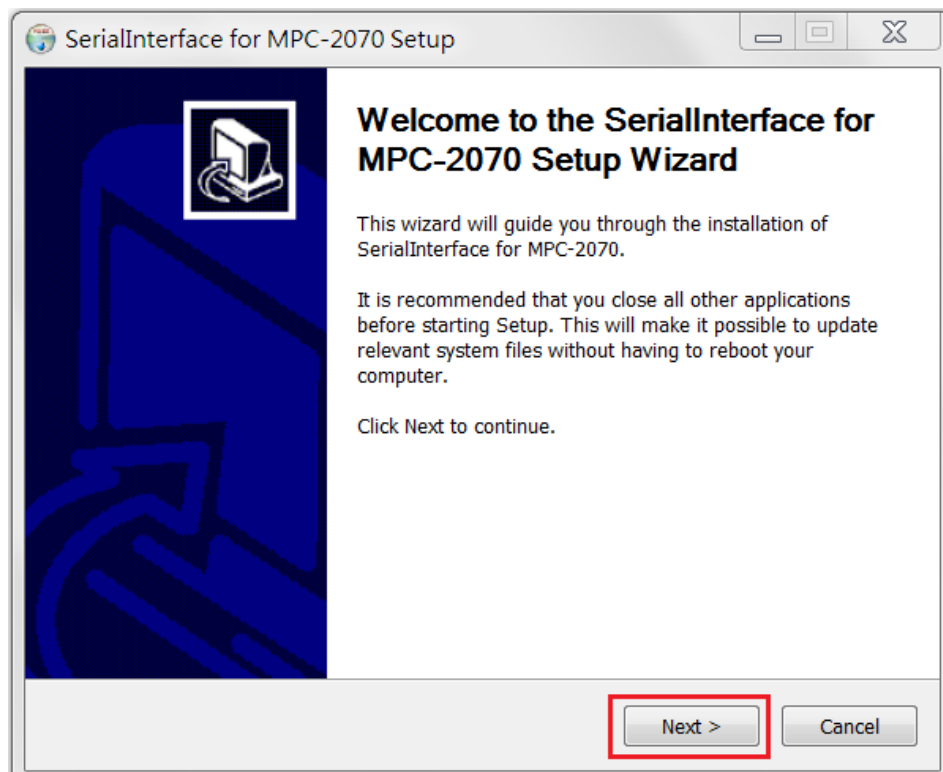 SerialInterface for MPC-2070 Setup
Welcome to the SerialInterface for
MPC-2070 Setup Wizard
This wizard will guide you through the installation of
SerialInterface for MPC-2070.
It is recommended that you close all other applications
before starting Setup. This will make it possible to update
relevant system files without having to reboot your
computer.
Click Next to continue.
Next >
Cancel